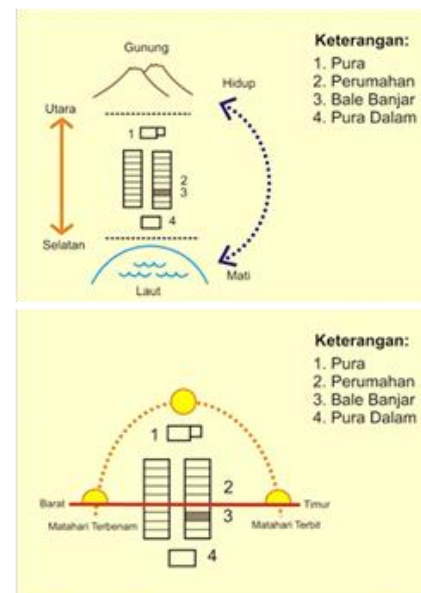 Gunung
Keterangan:
1. Pura
2. Perumahan
3. Bale Banjar
4. Pura Dalam
Hidup
Utara
1
2
3
4
Selatan
Mati
Laut
Keterangan:
1. Pura
2. Perumahan
3. Bale Banjar
4. Pura Dalam
1
2
Barat
Timur
3
Matahari Terbenam
Matahari Terbit
4